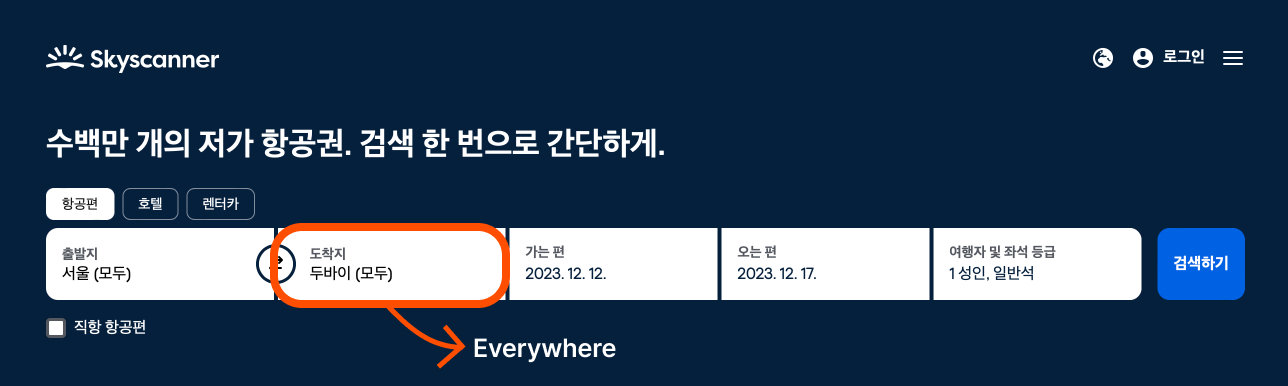 Skyscanner
로그인
수백만 개의 저가 항공권. 검색 한 번으로 간단하게.
항공편 호텔 렌터카
출발지 도착지 가는 편 오는 편 여행자 및 좌석 등급
서울 (모두) 두바이 (모두) 2023. 12. 12. 2023. 12. 17. 1 성인, 일반석
검색하기
직항 항공편
Everywhere